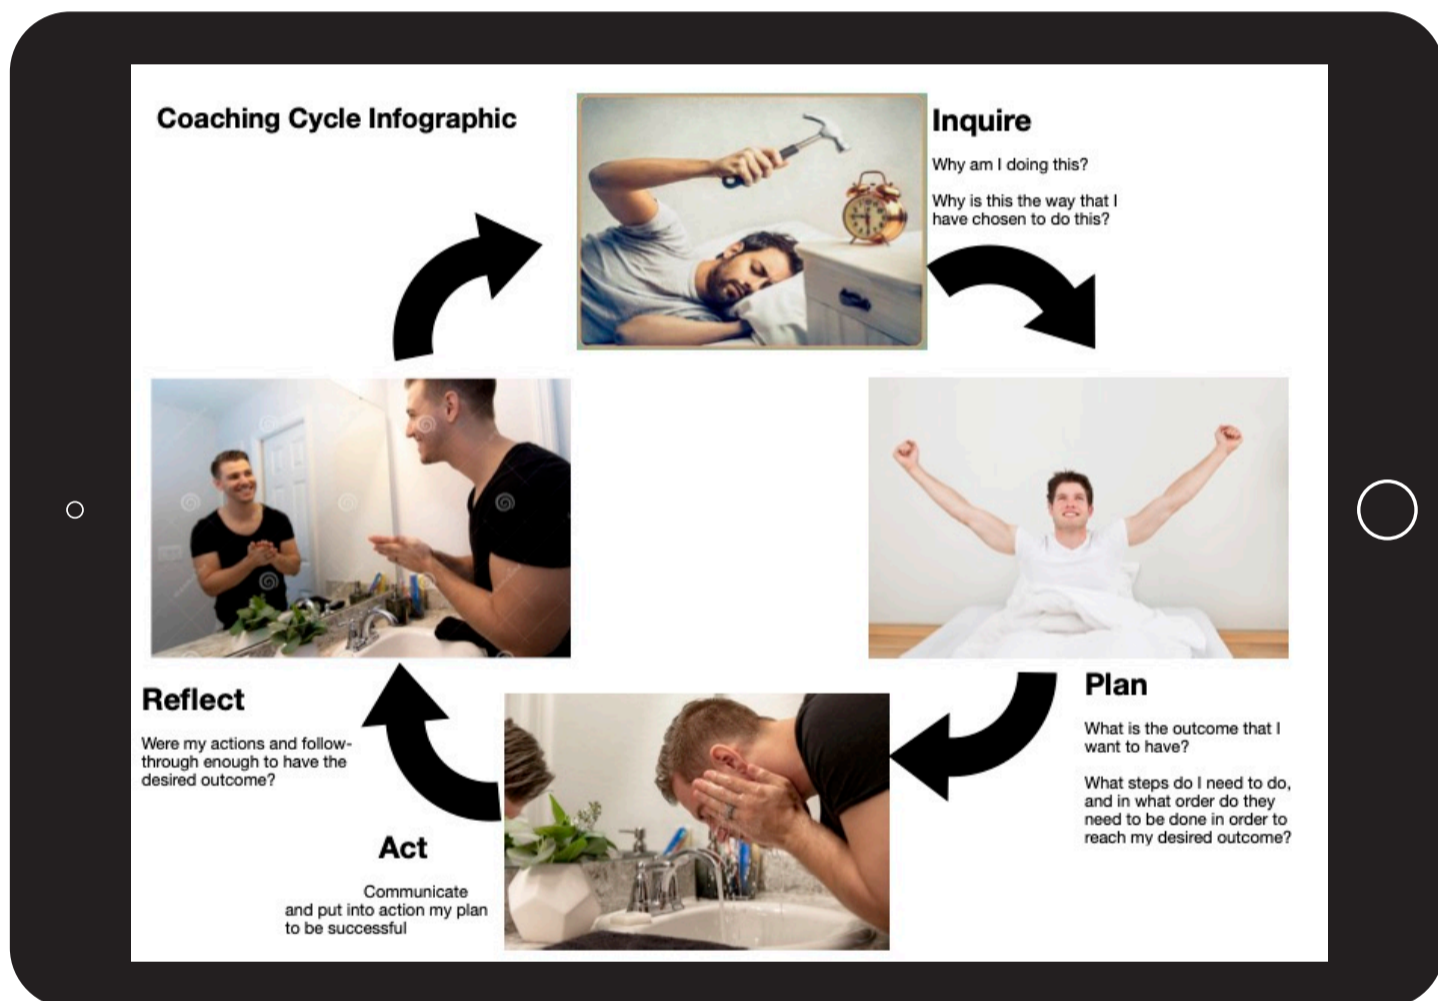 Coaching Cycle Infographic
Inquire
Why am I doing this?
Why is this the way that I
have chosen to do this?
Plan
What is the outcome that I
want to have?
What steps do I need to do,
and in what order do they
need to be done in order to
reach my desired outcome?
Act
Communicate
and put into action my plan
to be successful
Reflect
Were my actions and follow-
through enough to have the
desired outcome?